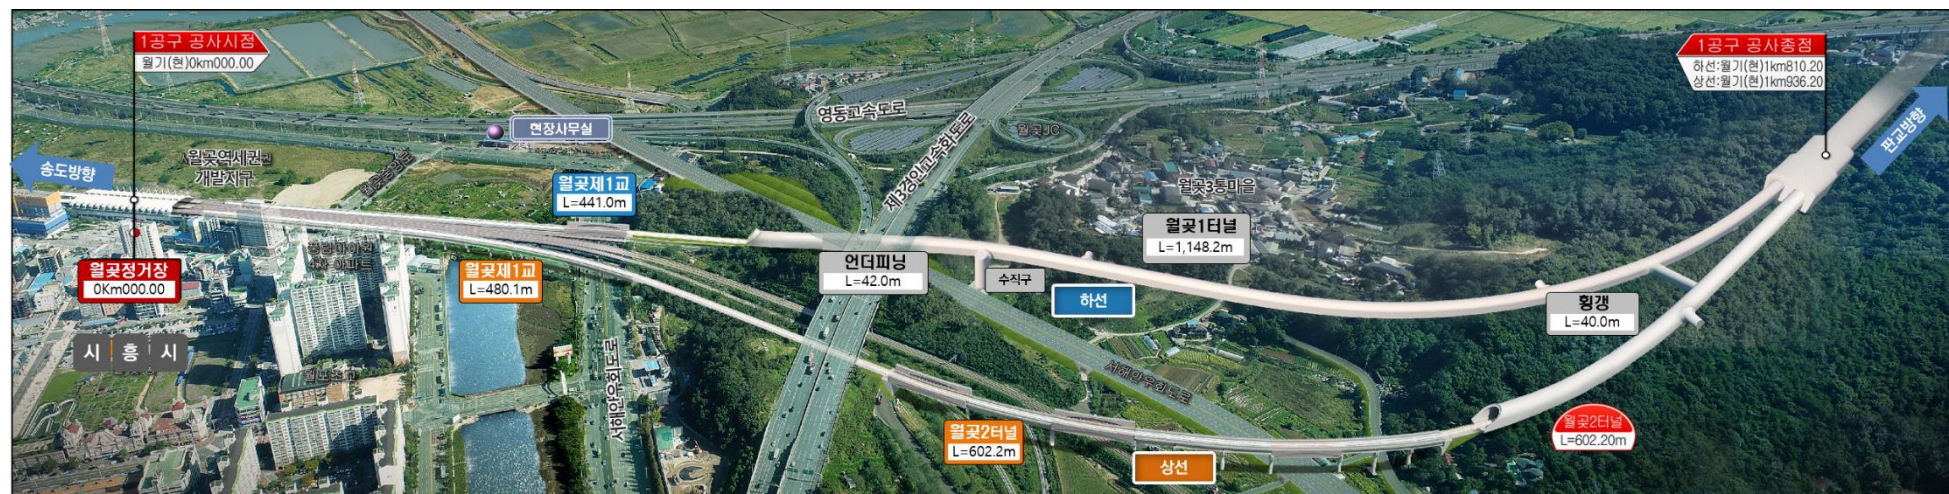 1공구 공사시점
월기(현)0km000.00
1공구 공사종점
하선:월기(현)1km810.20
상선:월기(현)1km936.20
현장사무실
영동고속도로
월곶JC
제3경인고속화도로
송도방향
월곶역세권
개발지구
판교방향
월곶제1교
L=441.0m
월곶3통마을
월곶1터널
L=1,148.2m
월곶정거장
0Km000.00
월곶제1교
L=480.1m
언더피닝
L=42.0m
수직구
하선
횡갱
L=40.0m
시흥시
서해안우회도로
서해안우회도로
월곶2터널
L=602.2m
상선
월곶2터널
L=602.20m